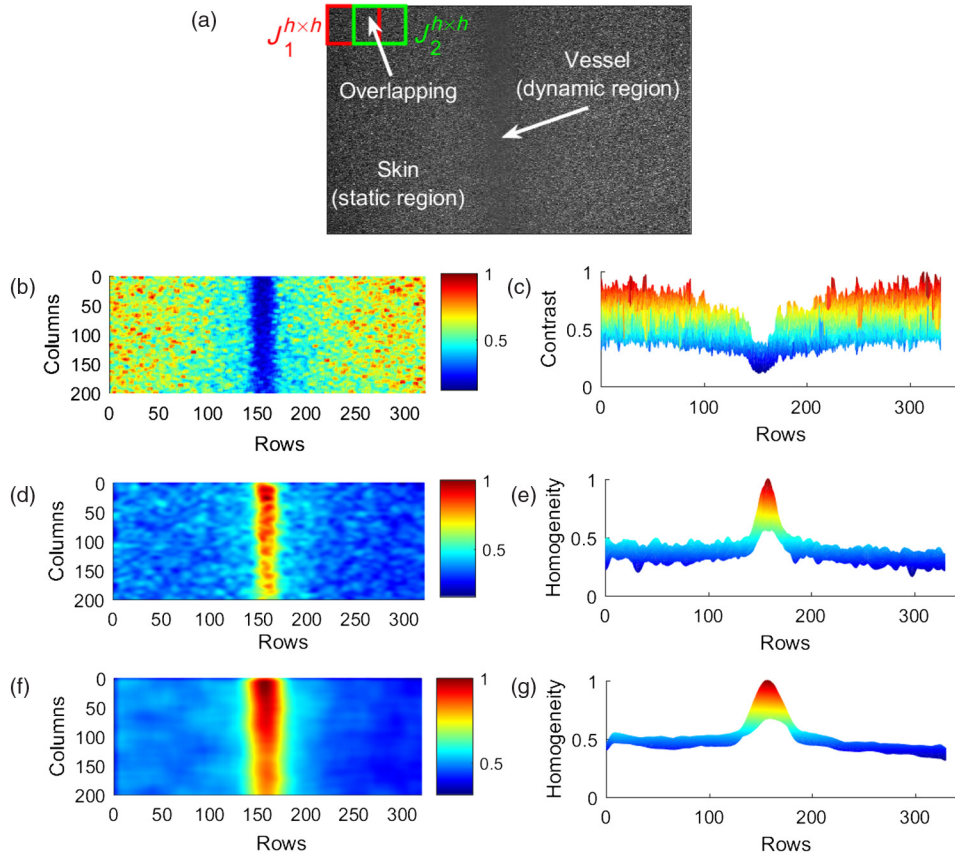 (a)
J1^h×h
J2^h×h
Overlapping
Vessel
(dynamic region)
Skin
(static region)
(b)
Columns
0
50
100
150
200
0 50 100 150 200 250 300
Rows
1
0.5
(c)
Contrast
1
0.5
0
0 100 200 300
Rows
(d)
Columns
0
50
100
150
200
0 50 100 150 200 250 300
Rows
1
0.5
(e)
Homogeneity
1
0.5
0
0 100 200 300
Rows
(f)
Columns
0
50
100
150
200
0 50 100 150 200 250 300
Rows
1
0.5
(g)
Homogeneity
1
0.5
0
0 100 200 300
Rows